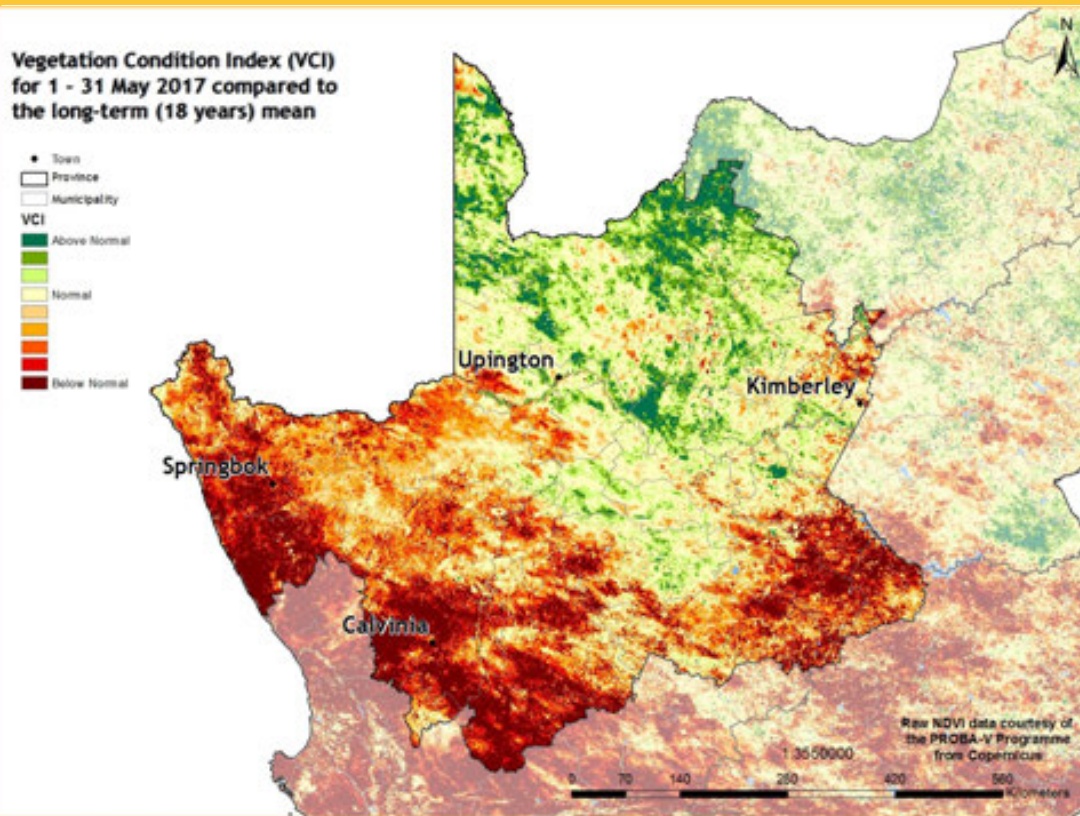 Vegetation Condition Index (VCI)
for 1 - 31 May 2017 compared to
the long-term (18 years) mean
N
Town
Province
Municipality
VCI
Above Normal
Normal
Below Normal
Upington
Kimberley
Springbok
Calvinia
Raw NDVI data courtesy of
the PROBA-V Programme
from Copernicus
1:3550000
0 70 140 280 420 560
Kilometers